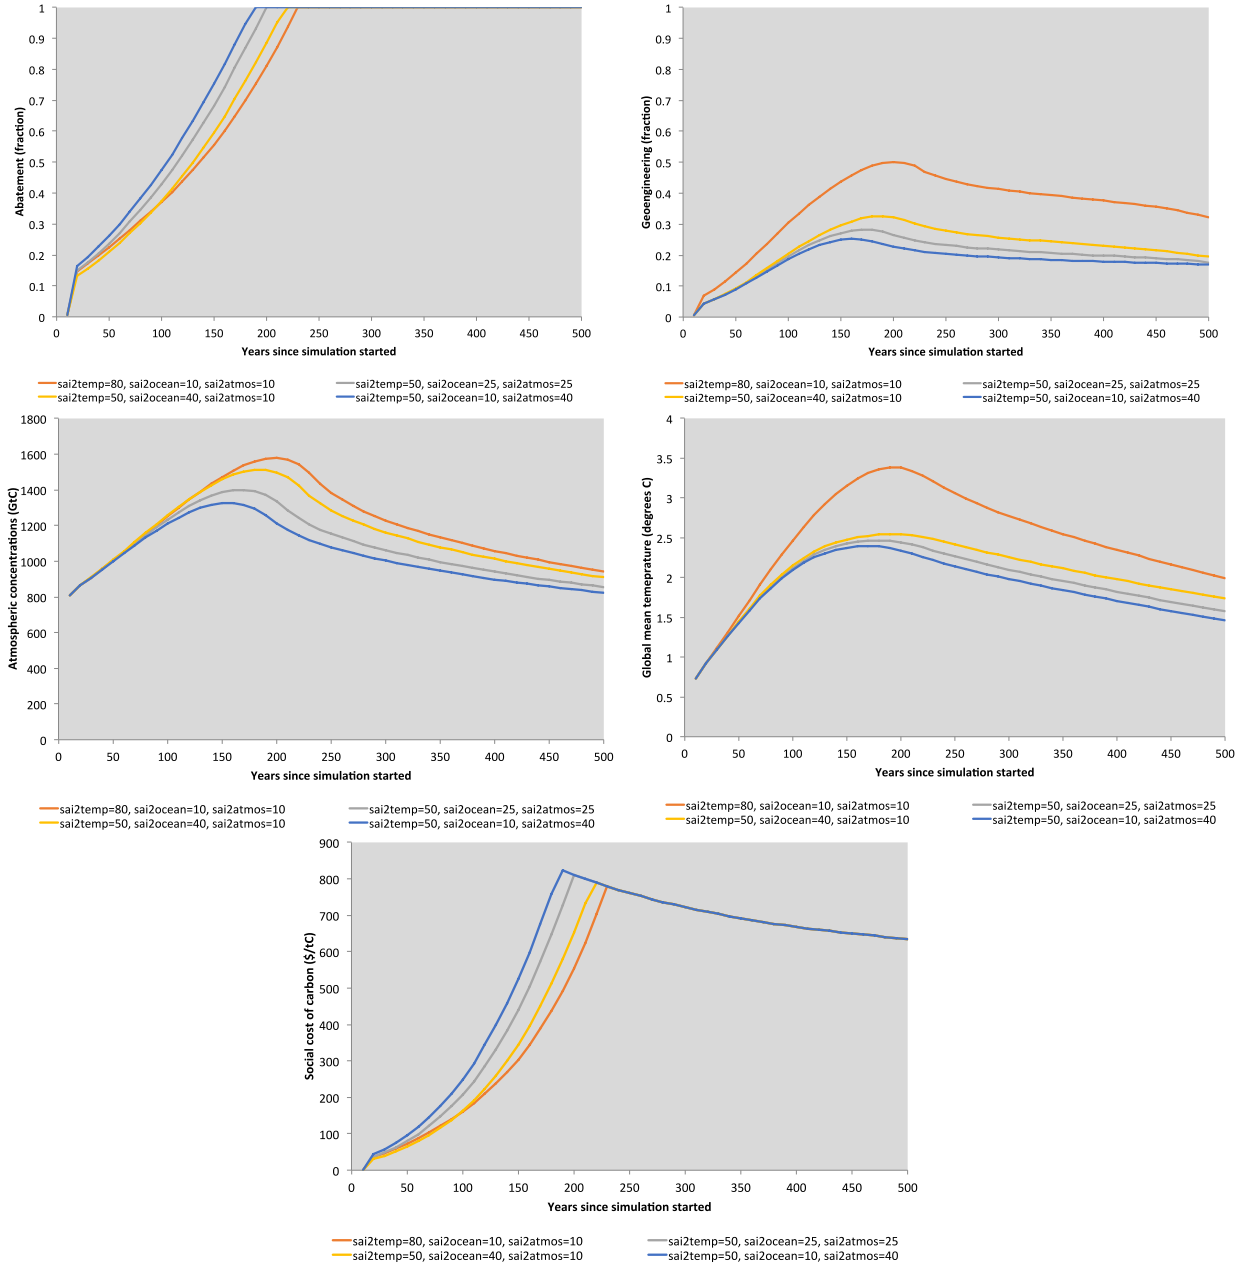 1
0.9
0.8
0.7
0.6
0.5
0.4
0.3
0.2
0.1
0
Abatement (fraction)
0 50 100 150 200 250 300 350 400 450 500
Years since simulation started
sai2temp=80, sai2ocean=10, sai2atmos=10 sai2temp=50, sai2ocean=25, sai2atmos=25
sai2temp=50, sai2ocean=40, sai2atmos=10 sai2temp=50, sai2ocean=10, sai2atmos=40
1
0.9
0.8
0.7
0.6
0.5
0.4
0.3
0.2
0.1
0
Geoengineering (fraction)
0 50 100 150 200 250 300 350 400 450 500
Years since simulation started
sai2temp=80, sai2ocean=10, sai2atmos=10 sai2temp=50, sai2ocean=25, sai2atmos=25
sai2temp=50, sai2ocean=40, sai2atmos=10 sai2temp=50, sai2ocean=10, sai2atmos=40
1800
1600
1400
1200
1000
800
600
400
200
0
Atmospheric concentrations (GtC)
0 50 100 150 200 250 300 350 400 450 500
Years since simulation started
sai2temp=80, sai2ocean=10, sai2atmos=10 sai2temp=50, sai2ocean=25, sai2atmos=25
sai2temp=50, sai2ocean=40, sai2atmos=10 sai2temp=50, sai2ocean=10, sai2atmos=40
4
3.5
3
2.5
2
1.5
1
0.5
0
Global mean temeprature (degrees C)
0 50 100 150 200 250 300 350 400 450 500
Years since simulation started
sai2temp=80, sai2ocean=10, sai2atmos=10 sai2temp=50, sai2ocean=25, sai2atmos=25
sai2temp=50, sai2ocean=40, sai2atmos=10 sai2temp=50, sai2ocean=10, sai2atmos=40
900
800
700
600
500
400
300
200
100
0
Social cost of carbon ($/tC)
0 50 100 150 200 250 300 350 400 450 500
Years since simulation started
sai2temp=80, sai2ocean=10, sai2atmos=10 sai2temp=50, sai2ocean=25, sai2atmos=25
sai2temp=50, sai2ocean=40, sai2atmos=10 sai2temp=50, sai2ocean=10, sai2atmos=40